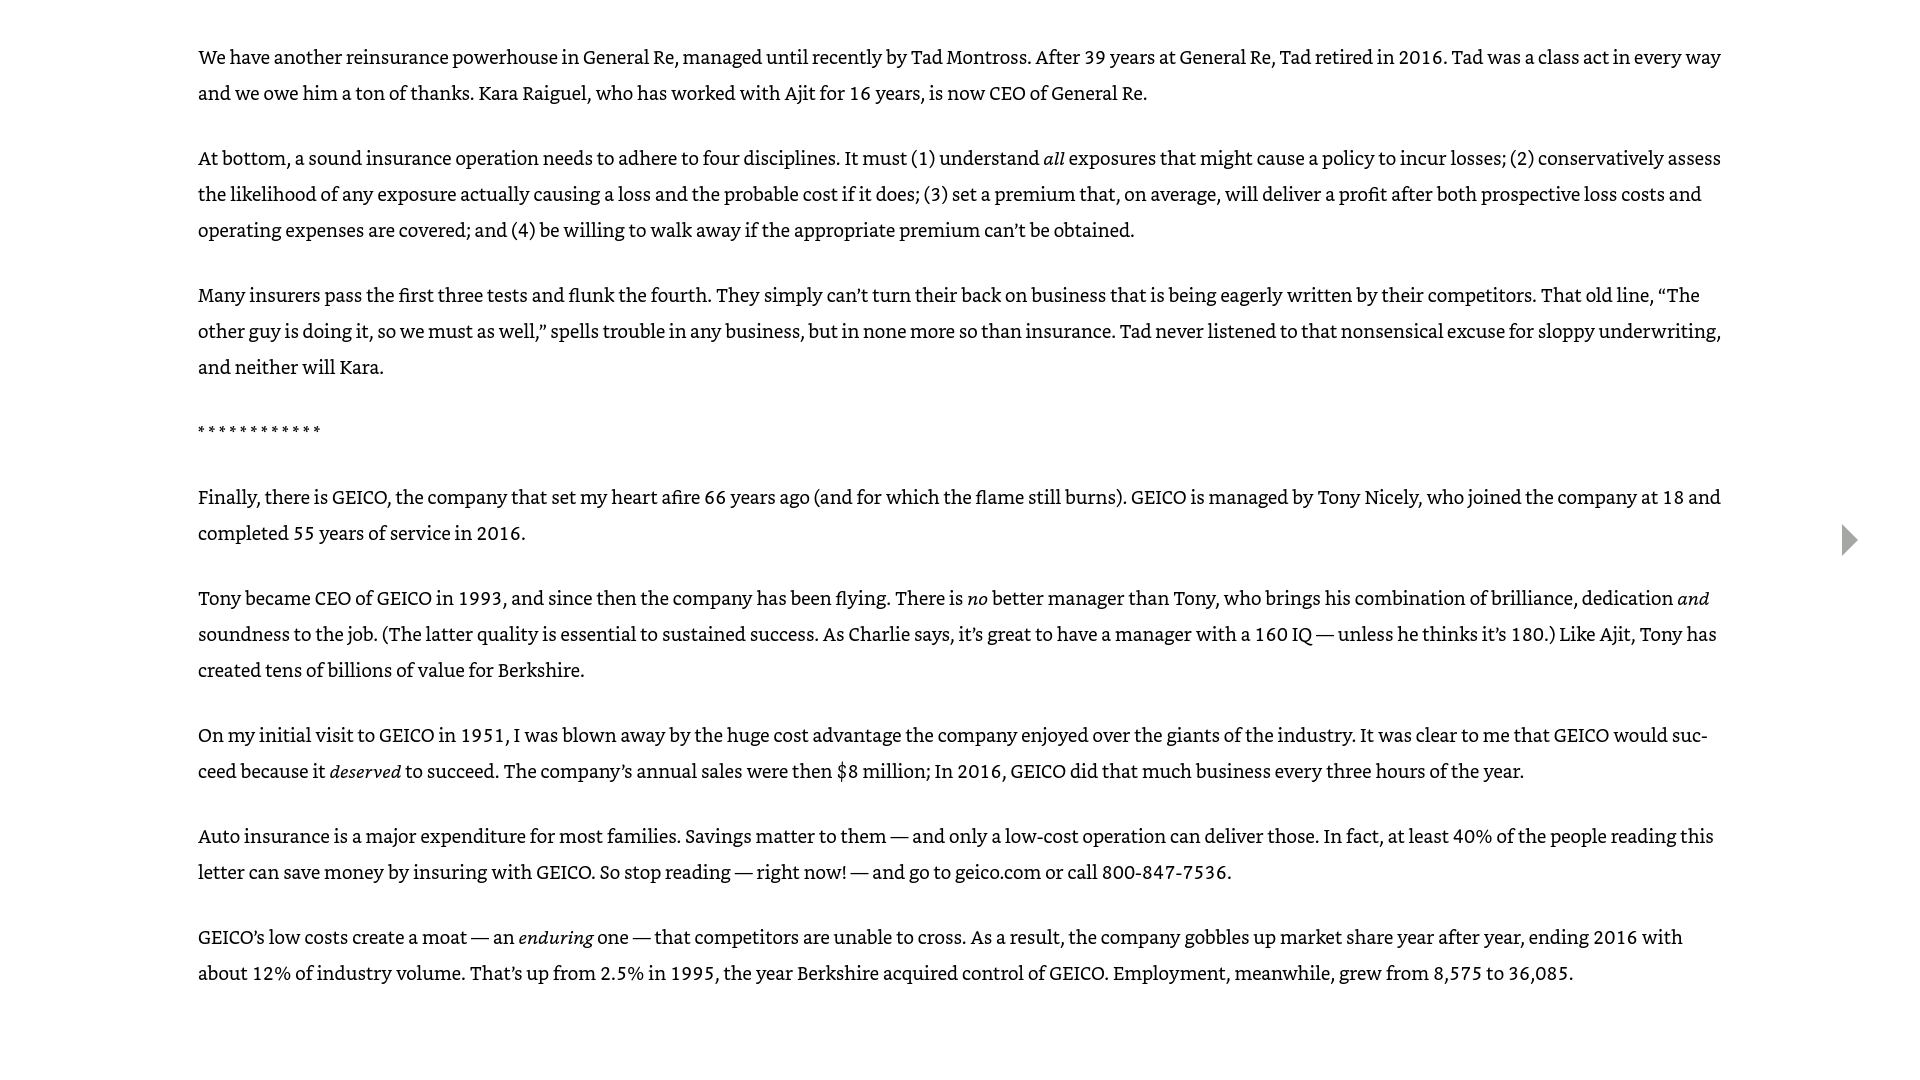 We have another reinsurance powerhouse in General Re, managed until recently by Tad Montross. After 39 years at General Re, Tad retired in 2016. Tad was a class act in every way
and we owe him a ton of thanks. Kara Raiguel, who has worked with Ajit for 16 years, is now CEO of General Re.
At bottom, a sound insurance operation needs to adhere to four disciplines. It must (1) understand all exposures that might cause a policy to incur losses; (2) conservatively assess
the likelihood of any exposure actually causing a loss and the probable cost if it does; (3) set a premium that, on average, will deliver a profit after both prospective loss costs and
operating expenses are covered; and (4) be willing to walk away if the appropriate premium can’t be obtained.
Many insurers pass the first three tests and flunk the fourth. They simply can’t turn their back on business that is being eagerly written by their competitors. That old line, “The
other guy is doing it, so we must as well,” spells trouble in any business, but in none more so than insurance. Tad never listened to that nonsensical excuse for sloppy underwriting,
and neither will Kara.
* * * * * * * * * * * *
Finally, there is GEICO, the company that set my heart afire 66 years ago (and for which the flame still burns). GEICO is managed by Tony Nicely, who joined the company at 18 and
completed 55 years of service in 2016.
Tony became CEO of GEICO in 1993, and since then the company has been flying. There is no better manager than Tony, who brings his combination of brilliance, dedication and
soundness to the job. (The latter quality is essential to sustained success. As Charlie says, it’s great to have a manager with a 160 IQ — unless he thinks it’s 180.) Like Ajit, Tony has
created tens of billions of value for Berkshire.
On my initial visit to GEICO in 1951, I was blown away by the huge cost advantage the company enjoyed over the giants of the industry. It was clear to me that GEICO would suc-
ceed because it deserved to succeed. The company’s annual sales were then $8 million; In 2016, GEICO did that much business every three hours of the year.
Auto insurance is a major expenditure for most families. Savings matter to them — and only a low-cost operation can deliver those. In fact, at least 40% of the people reading this
letter can save money by insuring with GEICO. So stop reading — right now! — and go to geico.com or call 800-847-7536.
GEICO’s low costs create a moat — an enduring one — that competitors are unable to cross. As a result, the company gobbles up market share year after year, ending 2016 with
about 12% of industry volume. That’s up from 2.5% in 1995, the year Berkshire acquired control of GEICO. Employment, meanwhile, grew from 8,575 to 36,085.